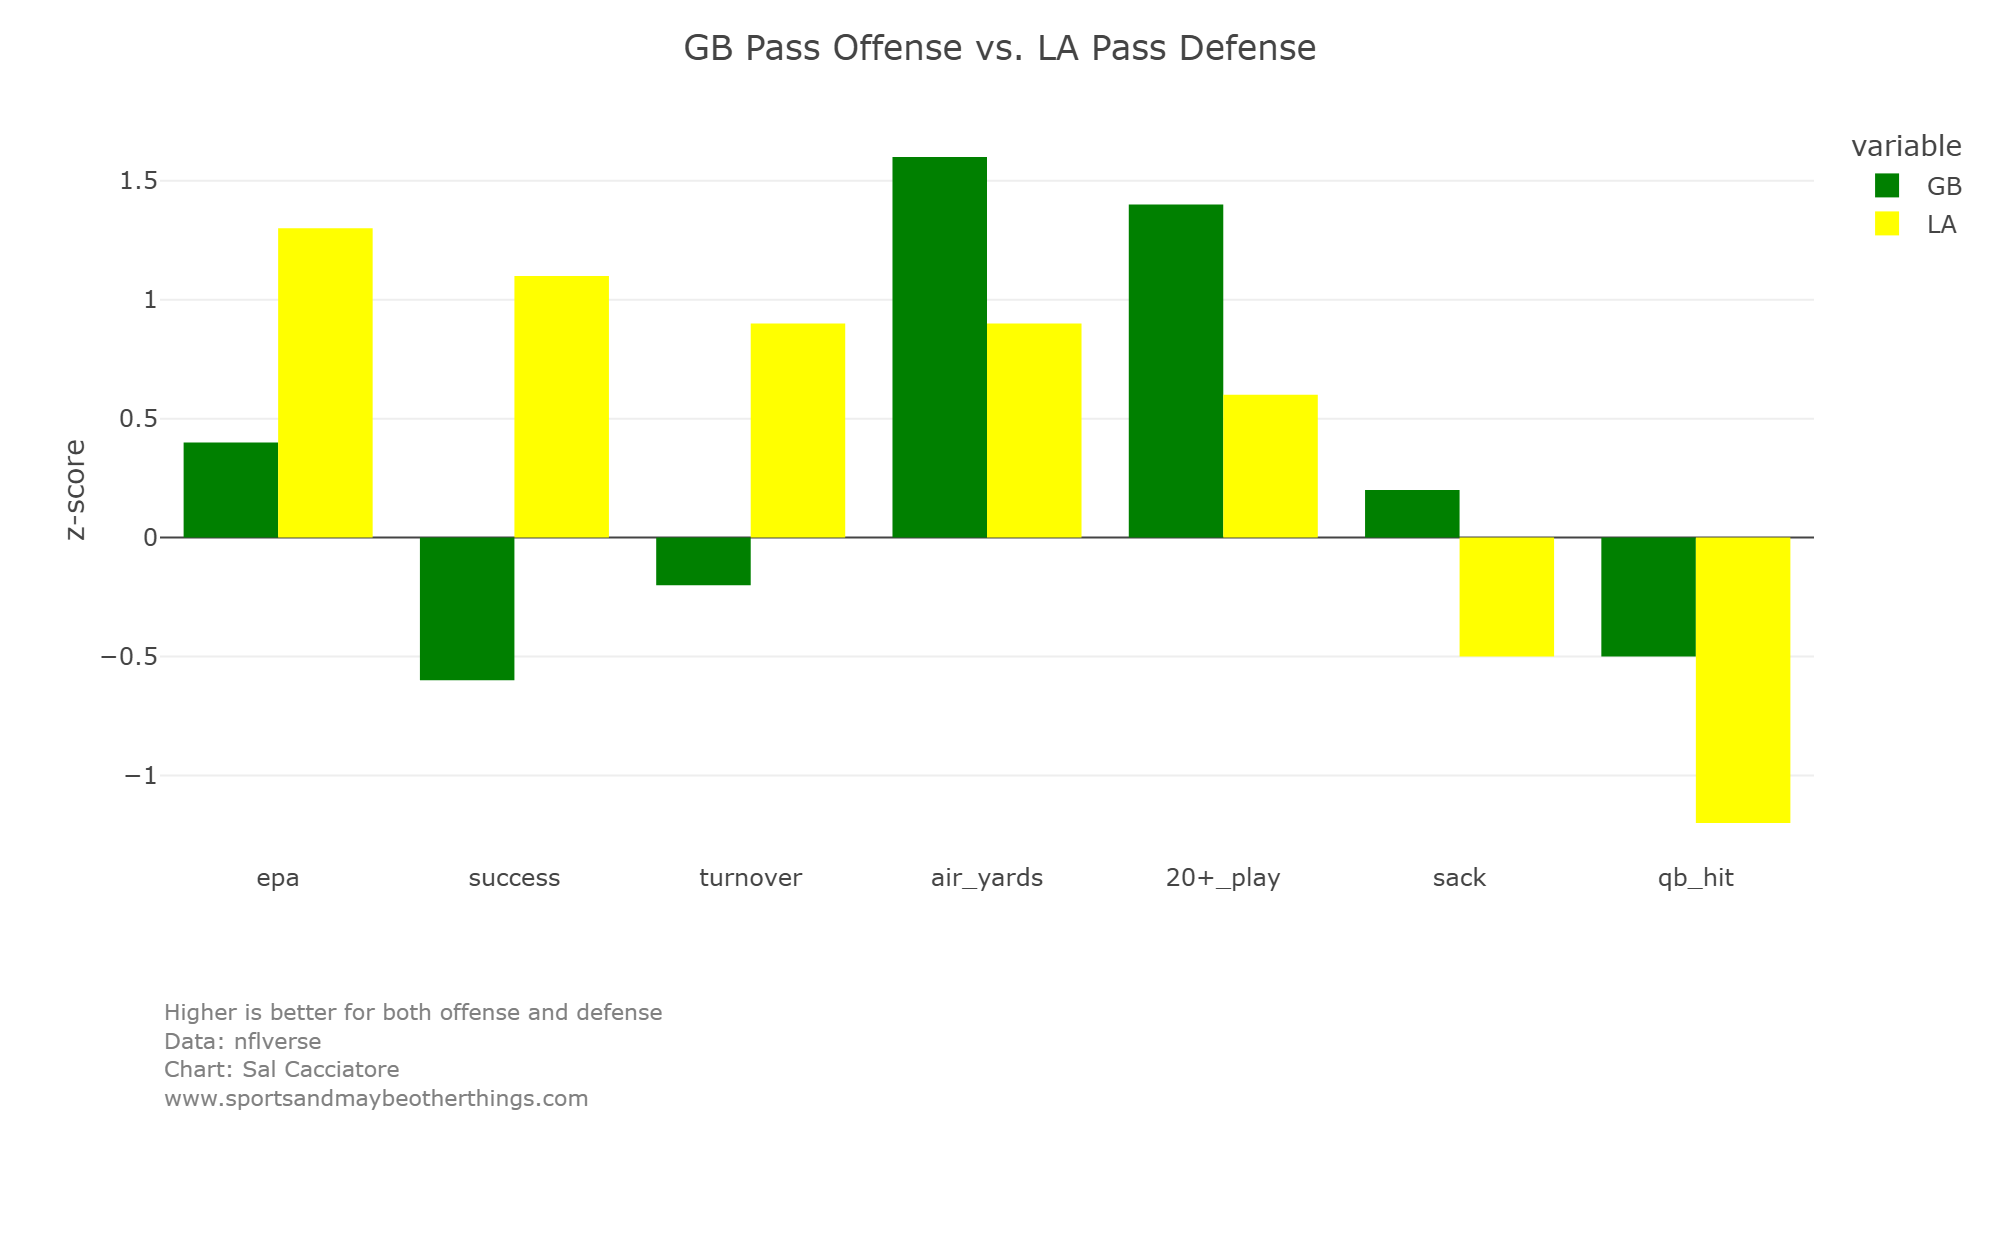 GB Pass Offense vs. LA Pass Defense
variable
GB
LA
z-score
1.5
1
0.5
0
−0.5
−1
epa success turnover air_yards 20+_play sack qb_hit
Higher is better for both offense and defense
Data: nflverse
Chart: Sal Cacciatore
www.sportsandmaybeotherthings.com